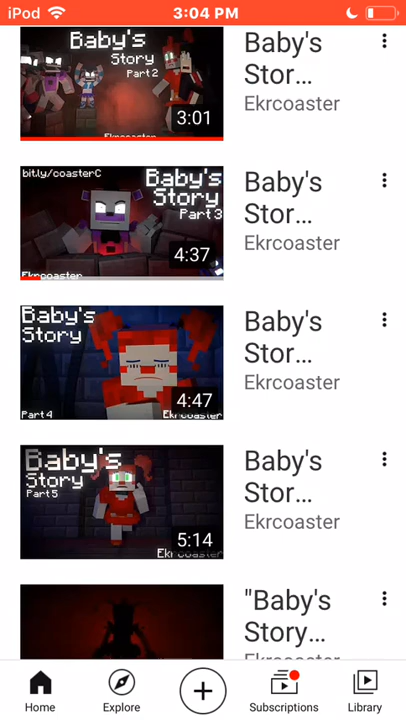 iPod 3:04 PM
Baby's
Story
Part 2
3:01
Ekrcoaster
Baby's
Stor...
Ekrcoaster
bit.ly/coasterC
Baby's
Story
Part 3
4:37
Ekrcoaster
Baby's
Stor...
Ekrcoaster
Baby's
Story
4:47
Part 4
Ekrcoaster
Baby's
Stor...
Ekrcoaster
Baby's
Story
Part 5
5:14
Ekrcoaster
Baby's
Stor...
Ekrcoaster
"Baby's
Story...
Home
Explore
Subscriptions
Library